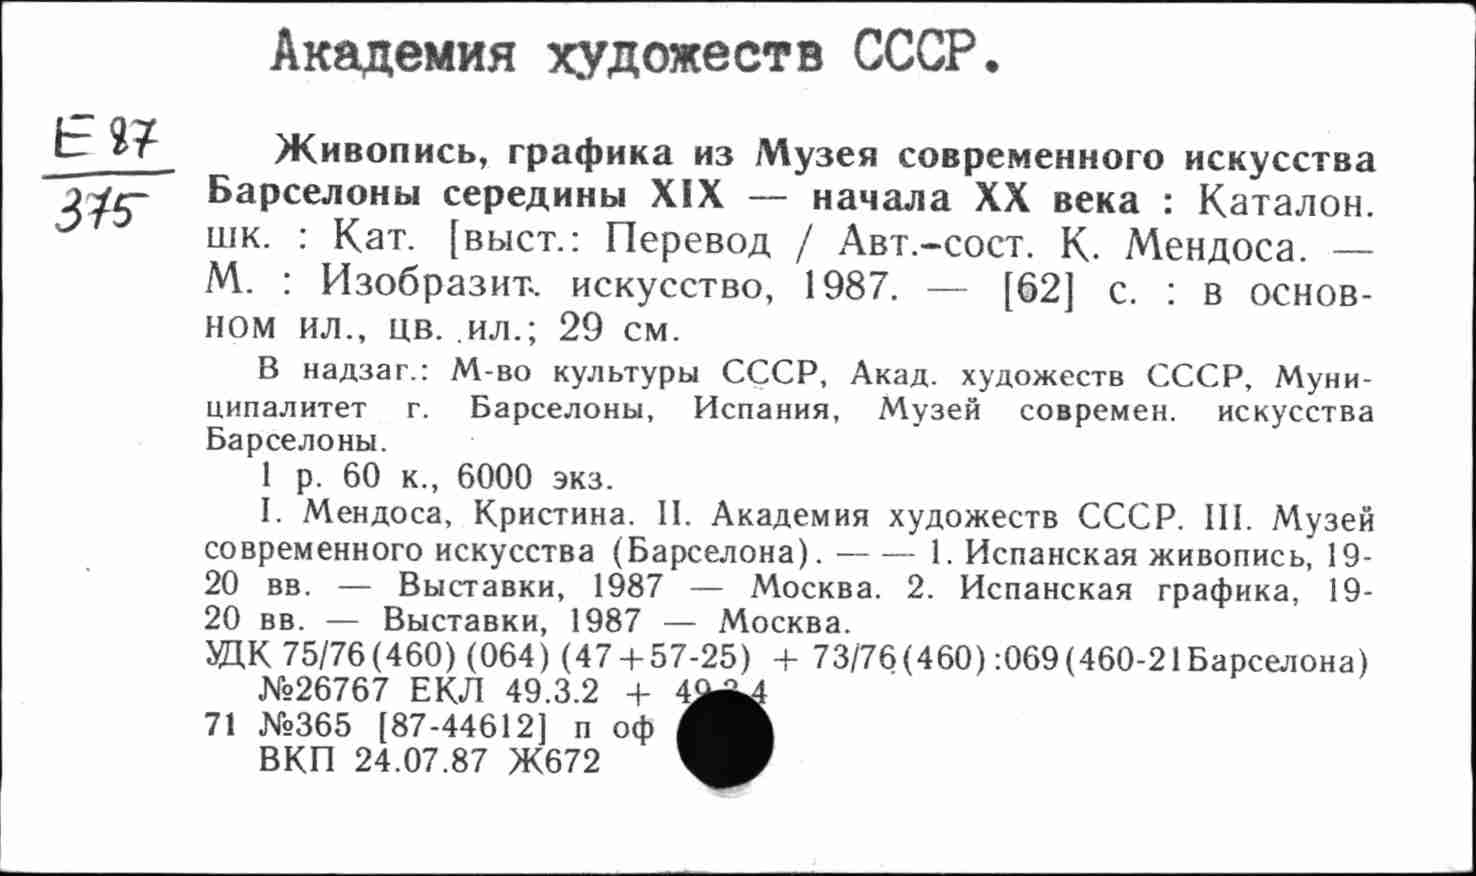 Академия художеств СССР.
Е 87
375
Живопись, графика из Музея современного искусства
Барселоны середины XIX — начала XX века : Каталон.
шк. : Кат. [выст.: Перевод / Авт.-сост. К. Мендоса. —
М. : Изобразит. искусство, 1987. — [62] с. : в основ-
ном ил., цв. ил.; 29 см.
В надзаг.: М-во культуры СССР, Акад. художеств СССР, Муни-
ципалитет г. Барселоны, Испания, Музей современ. искусства
Барселоны.
1 р. 60 к., 6000 экз.
I. Мендоса, Кристина. II. Академия художеств СССР. III. Музей
современного искусства (Барселона). — — 1. Испанская живопись, 19-
20 вв. — Выставки, 1987 — Москва. 2. Испанская графика, 19-
20 вв. — Выставки, 1987 — Москва.
УДК 75/76(460)(064)(47+57-25) + 73/76(460):069(460-21Барселона)
№26767 ЕКЛ 49.3.2 +
71 №365 [87-44612] п оф
ВКП 24.07.87 Ж672